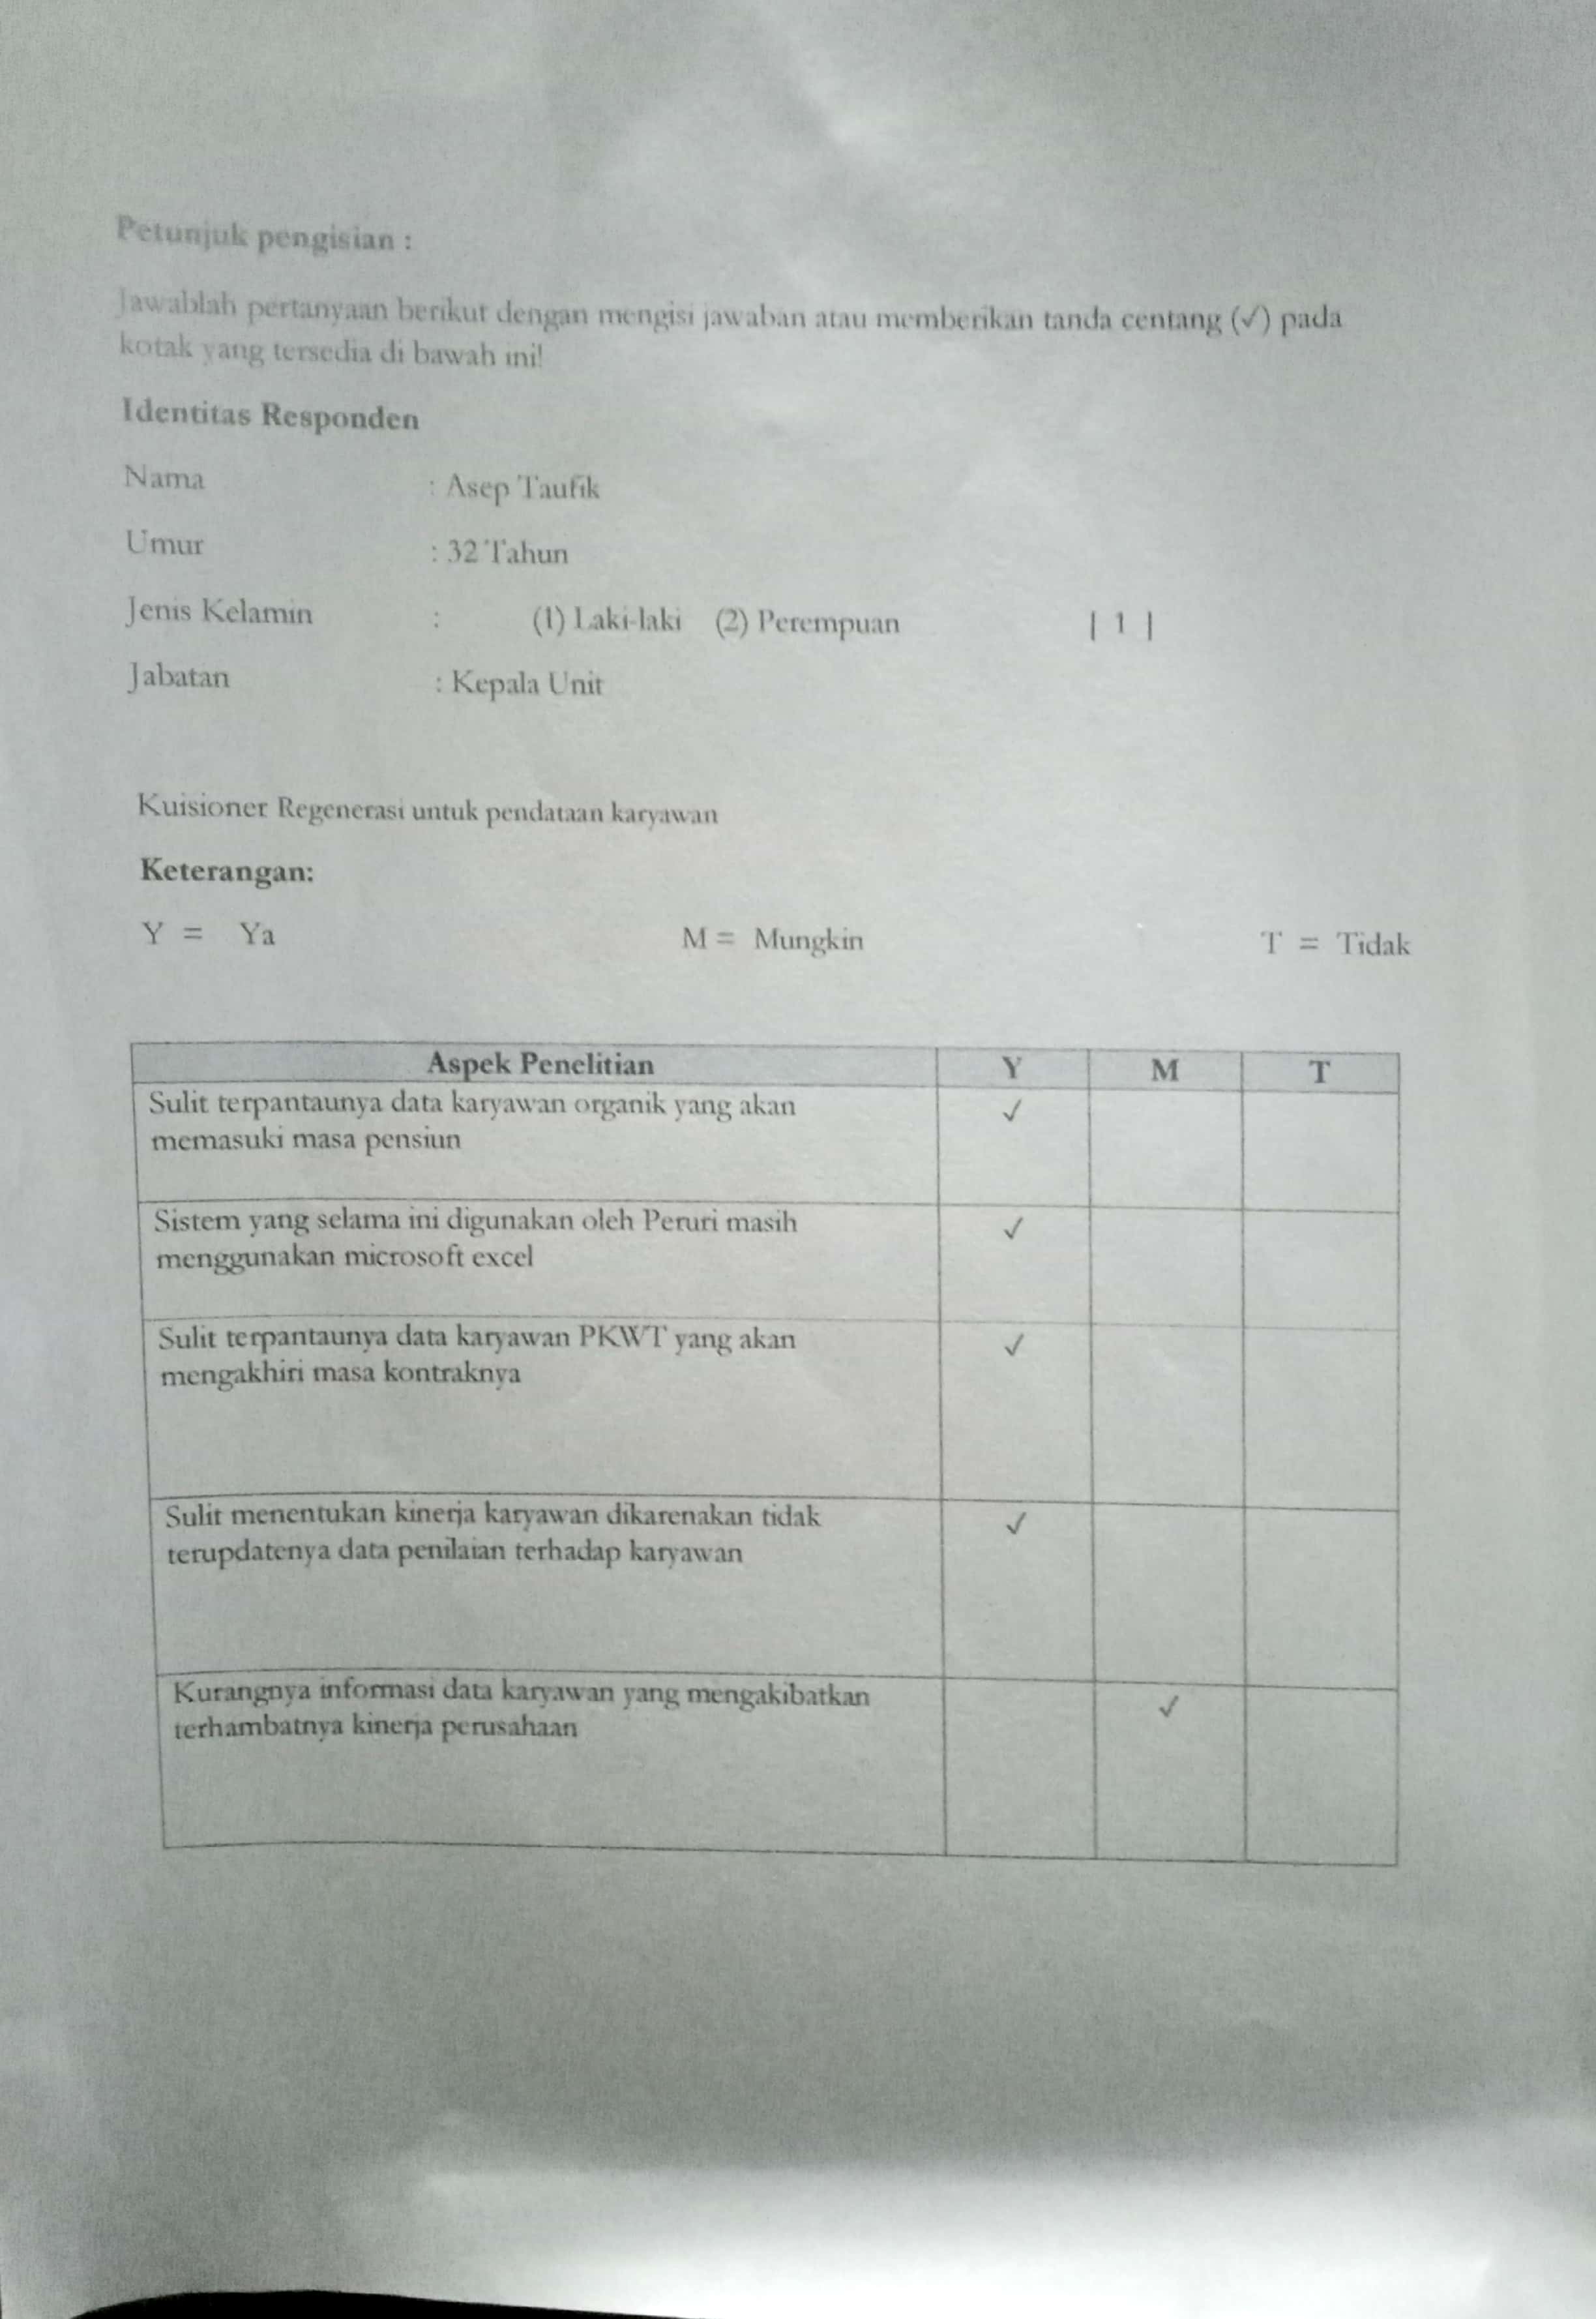 Petunjuk pengisian :
Jawablah pertanyaan berikut dengan mengisi jawaban atau memberikan tanda centang (✓) pada
kotak yang tersedia di bawah ini!
Identitas Responden
Nama : Asep Taufik
Umur : 32 Tahun
Jenis Kelamin : (1) Laki-laki (2) Perempuan | 1 |
Jabatan : Kepala Unit
Kuisioner Regenerasi untuk pendataan karyawan
Keterangan:
Y = Ya M = Mungkin T = Tidak
Aspek Penelitian Y M T
Sulit terpantaunya data karyawan organik yang akan ✓
memasuki masa pensiun
Sistem yang selama ini digunakan oleh Peruri masih ✓
menggunakan microsoft excel
Sulit terpantaunya data karyawan PKWT yang akan ✓
mengakhiri masa kontraknya
Sulit menentukan kinerja karyawan dikarenakan tidak ✓
terupdatenya data penilaian terhadap karyawan
Kurangnya informasi data karyawan yang mengakibatkan ✓
terhambatnya kinerja perusahaan